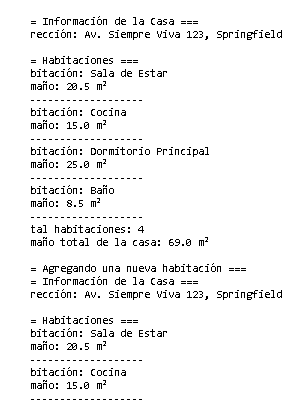 = Información de la Casa ===
rección: Av. Siempre Viva 123, Springfield
= Habitaciones ===
bitación: Sala de Estar
maño: 20.5 m²
-------------------
bitación: Cocina
maño: 15.0 m²
-------------------
bitación: Dormitorio Principal
maño: 25.0 m²
-------------------
bitación: Baño
maño: 8.5 m²
-------------------
tal habitaciones: 4
maño total de la casa: 69.0 m²
= Agregando una nueva habitación ===
= Información de la Casa ===
rección: Av. Siempre Viva 123, Springfield
= Habitaciones ===
bitación: Sala de Estar
maño: 20.5 m²
-------------------
bitación: Cocina
maño: 15.0 m²
-------------------